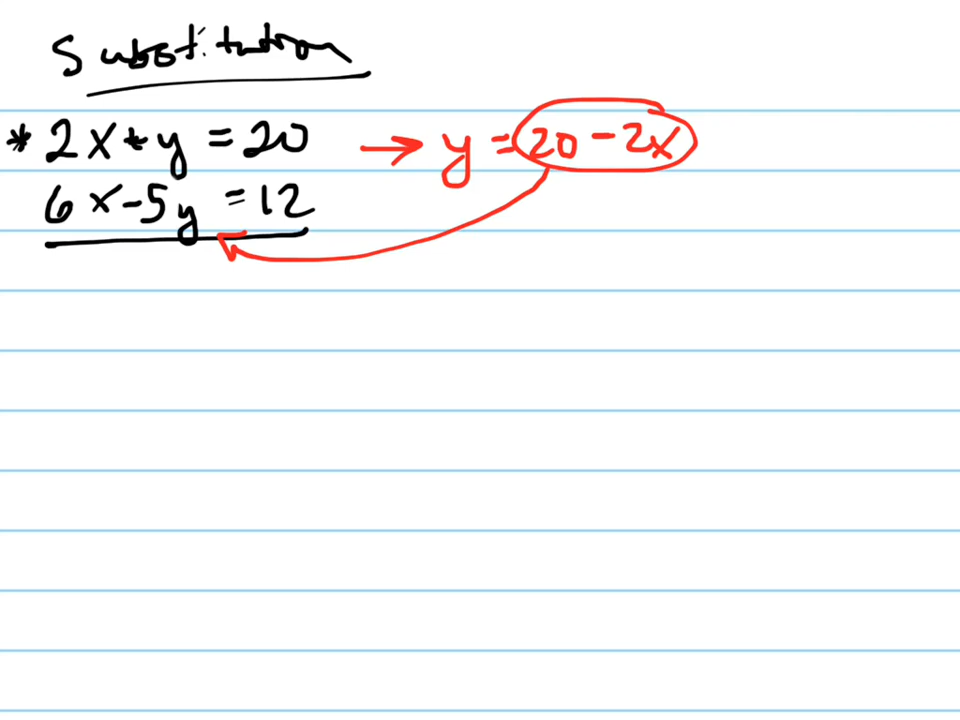 Substitution
* 2x + y = 20 → y = 20 - 2x
6x - 5y = 12